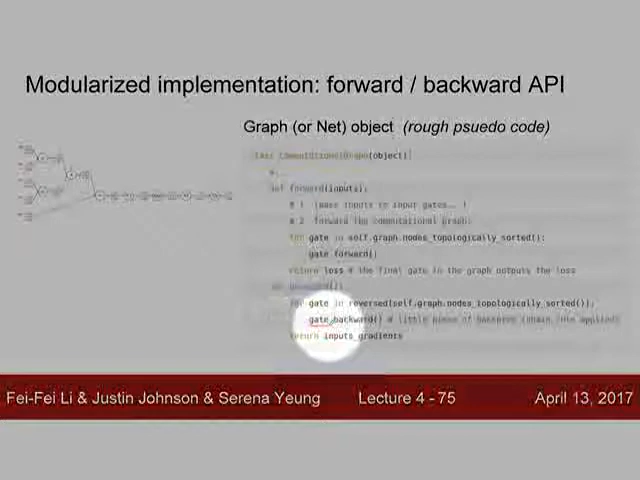 Modularized implementation: forward / backward API
Graph (or Net) object (rough psuedo code)
class ComputationalGraph(object):
#...
def forward(inputs):
# 1. [pass inputs to input gates...]
# 2. forward the computational graph:
for gate in self.graph.nodes_topologically_sorted():
gate.forward()
return loss # the final gate in the graph outputs the loss
def backward():
for gate in reversed(self.graph.nodes_topologically_sorted()):
gate.backward() # little piece of backprop (chain rule applied)
return inputs_gradients
Fei-Fei Li & Justin Johnson & Serena Yeung
Lecture 4 - 75
April 13, 2017